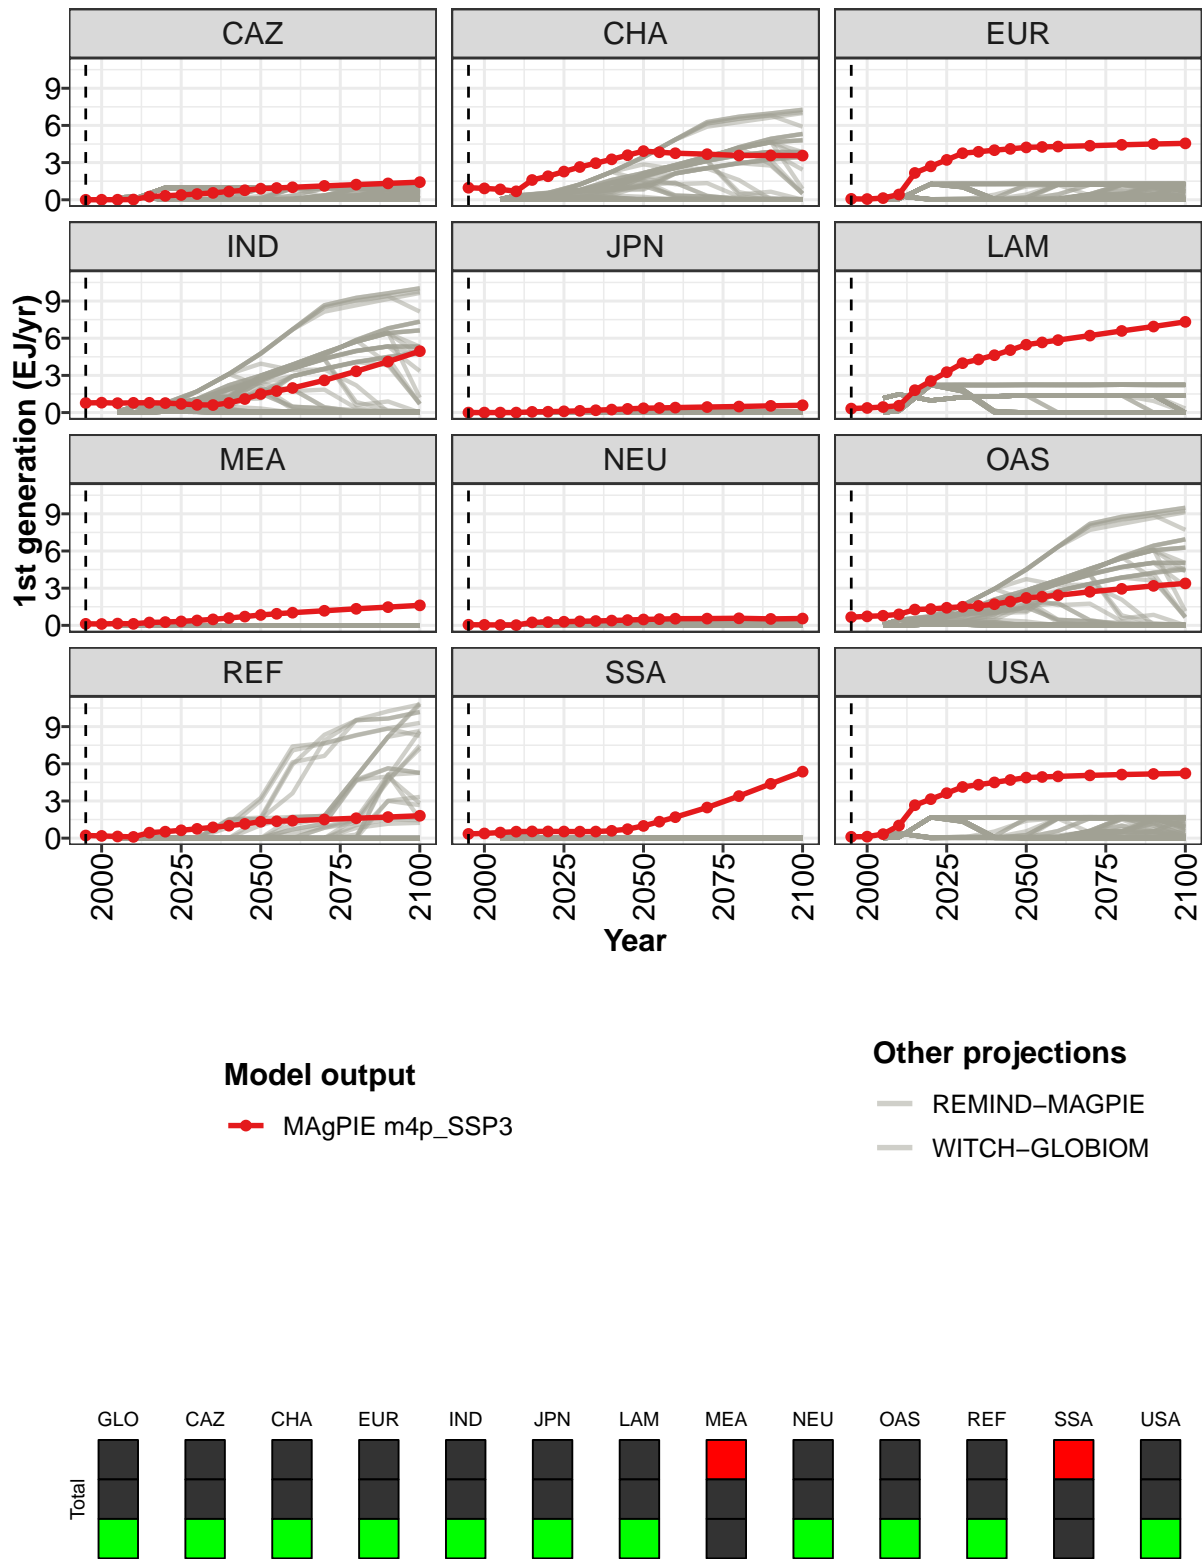 CAZ CHA EUR
9
6
3
0
IND JPN LAM
9
6
3
0
MEA NEU OAS
9
6
3
0
REF SSA USA
9
6
3
0
2000 2025 2050 2075 2100 2000 2025 2050 2075 2100 2000 2025 2050 2075 2100
1st generation (EJ/yr)
Year
Model output
MAgPIE m4p_SSP3
Other projections
REMIND−MAGPIE
WITCH−GLOBIOM
GLO CAZ CHA EUR IND JPN LAM MEA NEU OAS REF SSA USA
Total